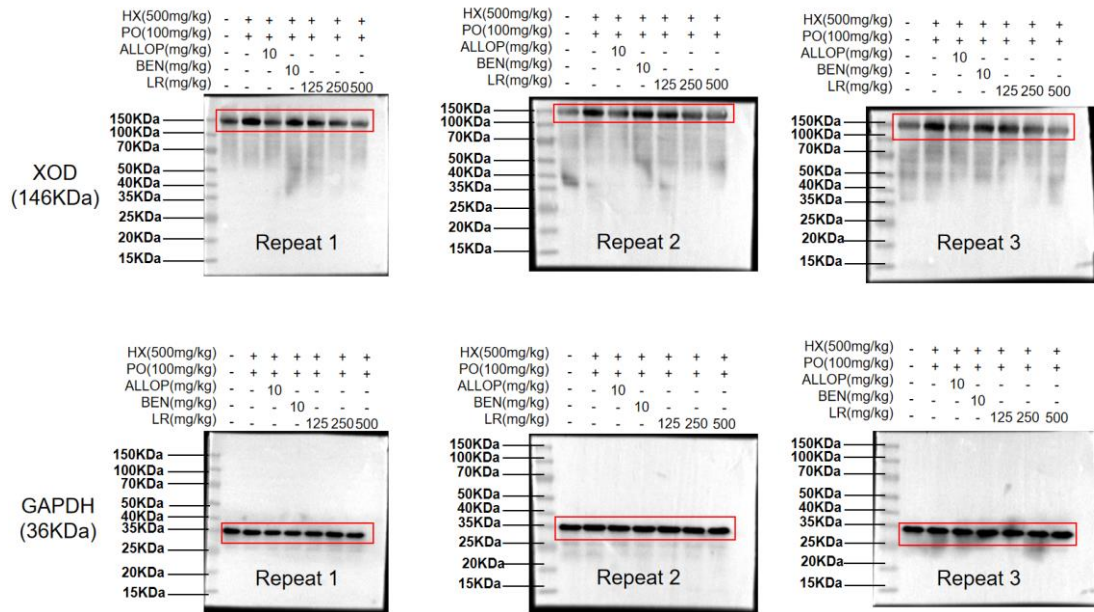 HX(500mg/kg) - + + + + + +
PO(100mg/kg) - + + + + + +
ALLOP(mg/kg) - - 10 - - - -
BEN(mg/kg) - - - 10 - - -
LR(mg/kg) - - - - 125 250 500
150KDa
100KDa
70KDa
50KDa
40KDa
35KDa
25KDa
20KDa
15KDa
Repeat 1
HX(500mg/kg) - + + + + + +
PO(100mg/kg) - + + + + + +
ALLOP(mg/kg) - - 10 - - - -
BEN(mg/kg) - - - 10 - - -
LR(mg/kg) - - - - 125 250 500
150KDa
100KDa
70KDa
50KDa
40KDa
35KDa
25KDa
20KDa
15KDa
Repeat 2
HX(500mg/kg) - + + + + + +
PO(100mg/kg) - + + + + + +
ALLOP(mg/kg) - - 10 - - - -
BEN(mg/kg) - - - 10 - - -
LR(mg/kg) - - - - 125 250 500
150KDa
100KDa
70KDa
50KDa
40KDa
35KDa
25KDa
20KDa
15KDa
Repeat 3
XOD
(146KDa)
HX(500mg/kg) - + + + + + +
PO(100mg/kg) - + + + + + +
ALLOP(mg/kg) - - 10 - - - -
BEN(mg/kg) - - - 10 - - -
LR(mg/kg) - - - - 125 250 500
150KDa
100KDa
70KDa
50KDa
40KDa
35KDa
25KDa
20KDa
15KDa
Repeat 1
HX(500mg/kg) - + + + + + +
PO(100mg/kg) - + + + + + +
ALLOP(mg/kg) - - 10 - - - -
BEN(mg/kg) - - - 10 - - -
LR(mg/kg) - - - - 125 250 500
150KDa
100KDa
70KDa
50KDa
40KDa
35KDa
25KDa
20KDa
15KDa
Repeat 2
HX(500mg/kg) - + + + + + +
PO(100mg/kg) - + + + + + +
ALLOP(mg/kg) - - 10 - - - -
BEN(mg/kg) - - - 10 - - -
LR(mg/kg) - - - - 125 250 500
150KDa
100KDa
70KDa
50KDa
40KDa
35KDa
25KDa
20KDa
15KDa
Repeat 3
GAPDH
(36KDa)